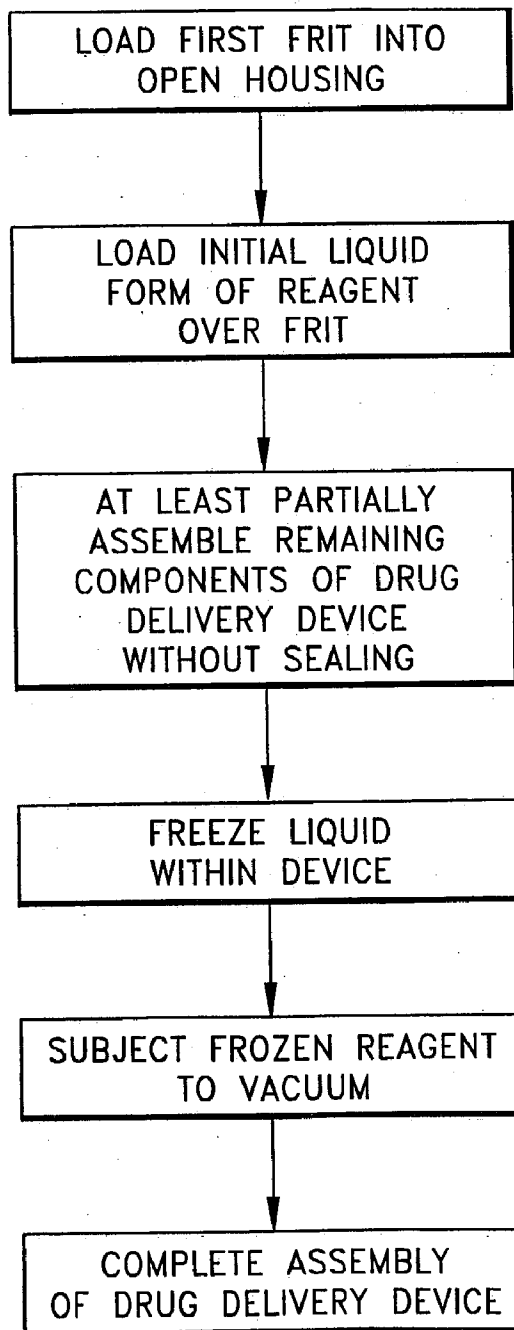 LOAD FIRST FRIT INTO
OPEN HOUSING
LOAD INITIAL LIQUID
FORM OF REAGENT
OVER FRIT
AT LEAST PARTIALLY
ASSEMBLE REMAINING
COMPONENTS OF DRUG
DELIVERY DEVICE
WITHOUT SEALING
FREEZE LIQUID
WITHIN DEVICE
SUBJECT FROZEN REAGENT
TO VACUUM
COMPLETE ASSEMBLY
OF DRUG DELIVERY DEVICE